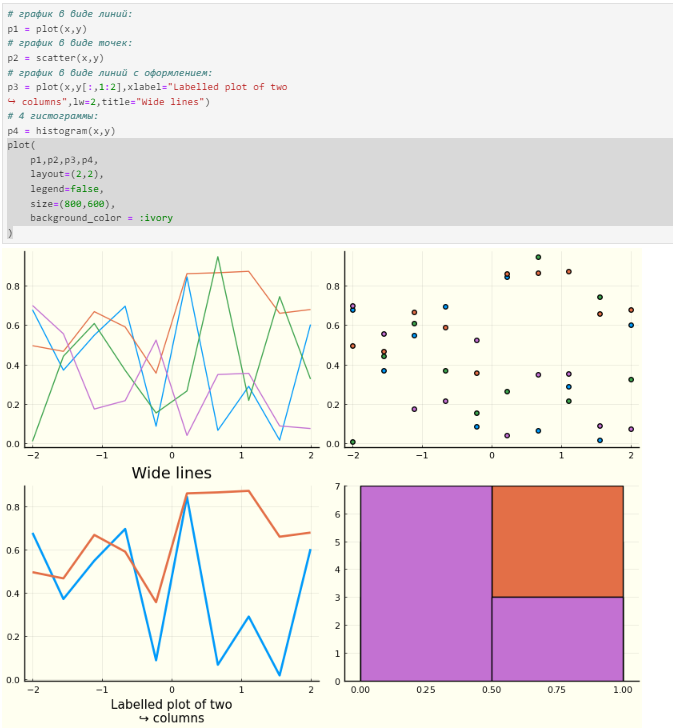 # график в виде линий:
p1 = plot(x,y)
# график в виде точек:
p2 = scatter(x,y)
# график в виде линий с оформлением:
p3 = plot(x,y[:,1:2],xlabel="Labelled plot of two
↪ columns",lw=2,title="Wide lines")
# 4 гистограммы:
p4 = histogram(x,y)
plot(
p1,p2,p3,p4,
layout=(2,2),
legend=false,
size=(800,600),
background_color = :ivory
)
0.8
0.6
0.4
0.2
0.0
−2 −1 0 1 2
0.8
0.6
0.4
0.2
0.0
−2 −1 0 1 2
Wide lines
0.8
0.6
0.4
0.2
0.0
−2 −1 0 1 2
Labelled plot of two
↪ columns
7
6
5
4
3
2
1
0
0.00 0.25 0.50 0.75 1.00